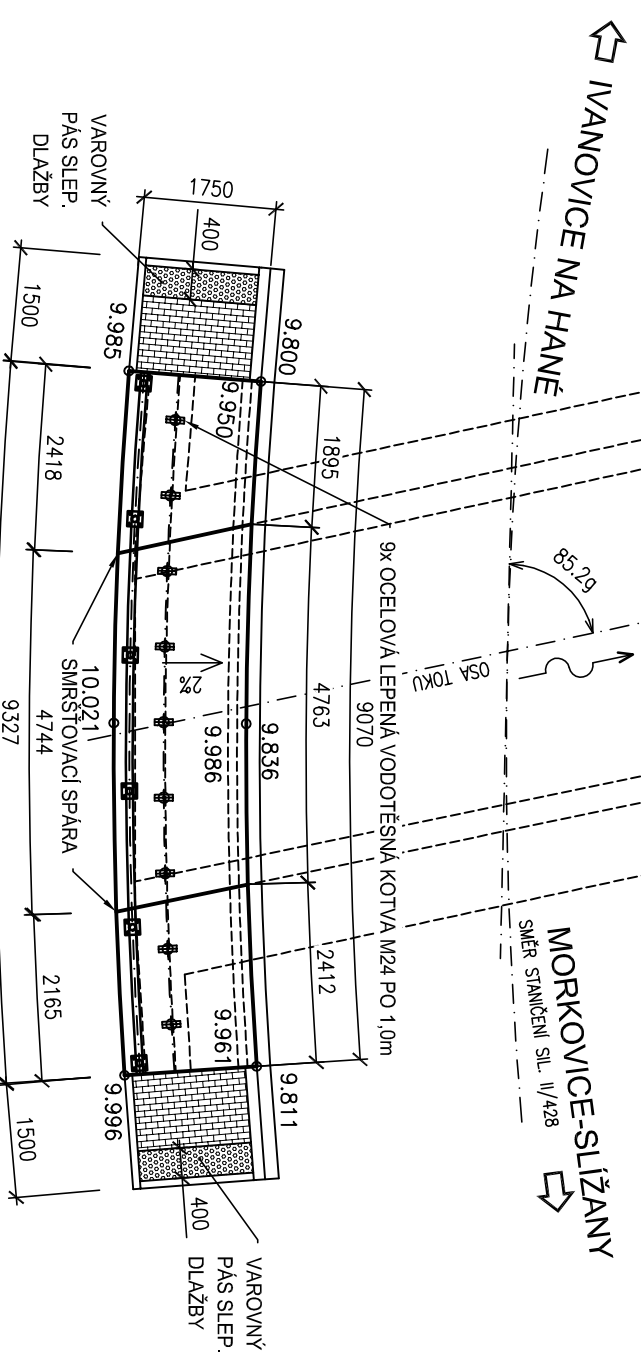 IVANOVICE NA HANÉ
MORKOVICE-SLÍŽANY
SMĚR STANIČENÍ SIL. II/428
85.2g
OSA TOKU
9x OCELOVÁ LEPENÁ VODOTĚSNÁ KOTVA M24 PO 1,0m
9070
1895
4763
2412
9.800
9.836
9.811
9.950
9.986
9.961
2%
1750
400
400
9.985
10.021
9.996
SMRŠŤOVACÍ SPÁRA
VAROVNÝ
PÁS SLEP.
DLAŽBY
VAROVNÝ
PÁS SLEP.
DLAŽBY
1500
2418
4744
2165
1500
9327